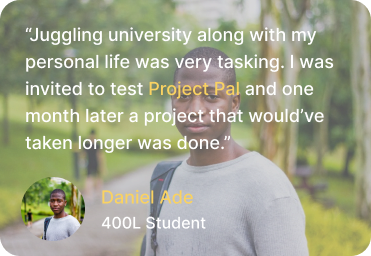 “Juggling university along with my
personal life was very tasking. I was
invited to test Project Pal and one
month later a project that would’ve
taken longer was done.”
Daniel Ade
400L Student